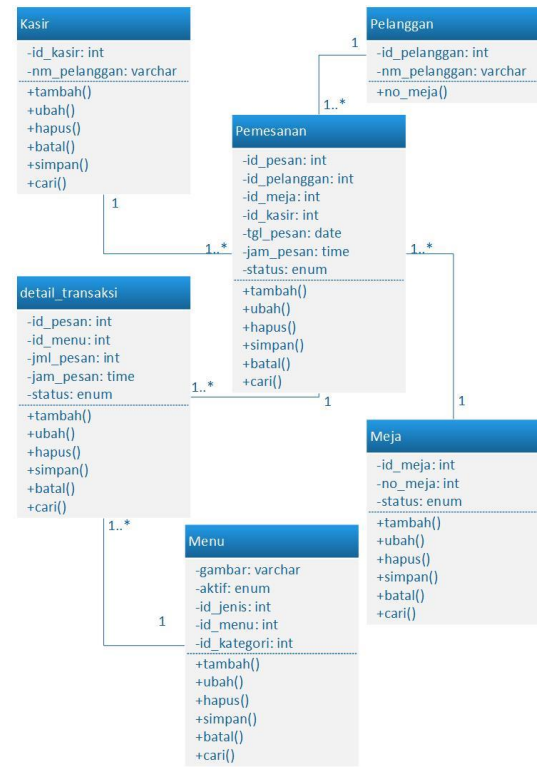 Kasir
-id_kasir: int
-nm_pelanggan: varchar
+tambah()
+ubah()
+hapus()
+batal()
+simpan()
+cari()
1
Pelanggan
-id_pelanggan: int
-nm_pelanggan: varchar
+no_meja()
1
1..*
Pemesanan
-id_pesan: int
-id_pelanggan: int
-id_meja: int
-id_kasir: int
-tgl_pesan: date
-jam_pesan: time
-status: enum
+tambah()
+ubah()
+hapus()
+simpan()
+batal()
+cari()
1..*
1..*
1
1
detail_transaksi
-id_pesan: int
-id_menu: int
-jml_pesan: int
-jam_pesan: time
-status: enum
+tambah()
+ubah()
+hapus()
+simpan()
+batal()
+cari()
1..*
1..*
Meja
-id_meja: int
-no_meja: int
-status: enum
+tambah()
+ubah()
+hapus()
+simpan()
+batal()
+cari()
1
Menu
-gambar: varchar
-aktif: enum
-id_jenis: int
-id_menu: int
-id_kategori: int
+tambah()
+ubah()
+hapus()
+simpan()
+batal()
+cari()